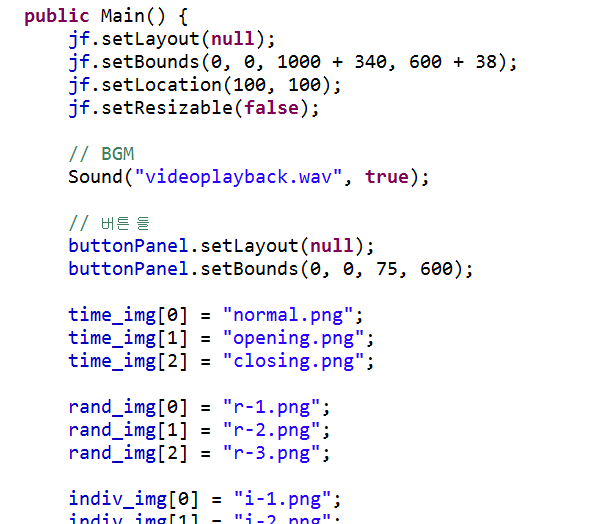 public Main() {
jf.setLayout(null);
jf.setBounds(0, 0, 1000 + 340, 600 + 38);
jf.setLocation(100, 100);
jf.setResizable(false);
// BGM
Sound("videoplayback.wav", true);
// 버튼 툴
buttonPanel.setLayout(null);
buttonPanel.setBounds(0, 0, 75, 600);
time_img[0] = "normal.png";
time_img[1] = "opening.png";
time_img[2] = "closing.png";
rand_img[0] = "r-1.png";
rand_img[1] = "r-2.png";
rand_img[2] = "r-3.png";
indiv_img[0] = "i-1.png";
indiv_img[1] = "i-2.png";